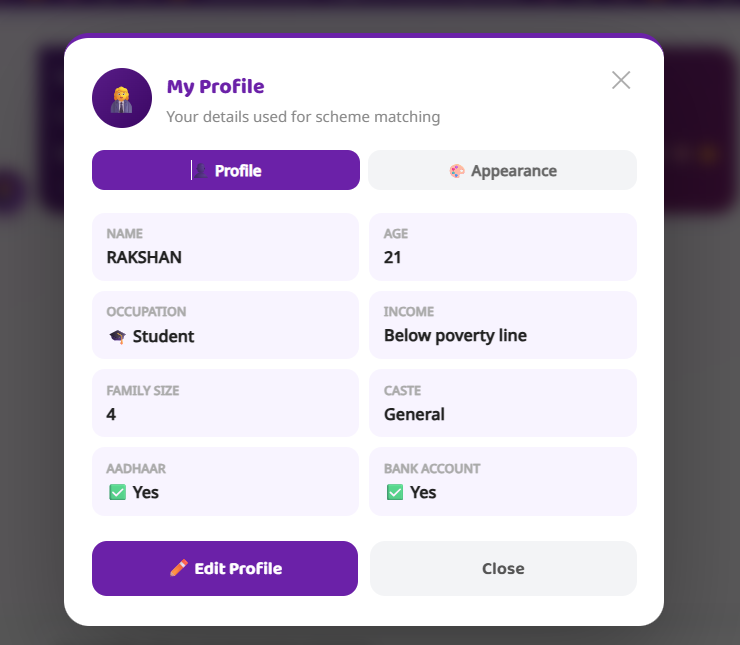 My Profile
Your details used for scheme matching
Profile
Appearance
NAME
RAKSHAN
AGE
21
OCCUPATION
Student
INCOME
Below poverty line
FAMILY SIZE
4
CASTE
General
AADHAAR
Yes
BANK ACCOUNT
Yes
Edit Profile
Close